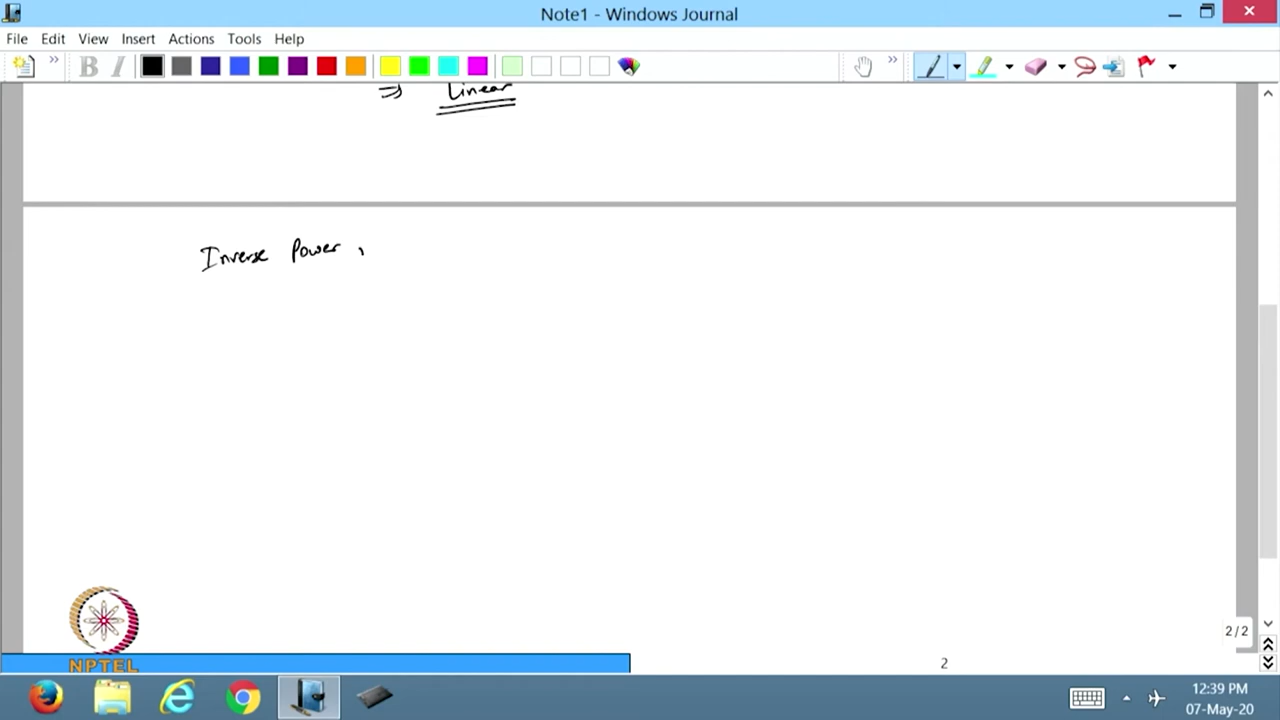 Note1 - Windows Journal
File Edit View Insert Actions Tools Help
B I
⇒ Linear
Inverse Power
2 / 2
NPTEL
2
12:39 PM
07-May-20